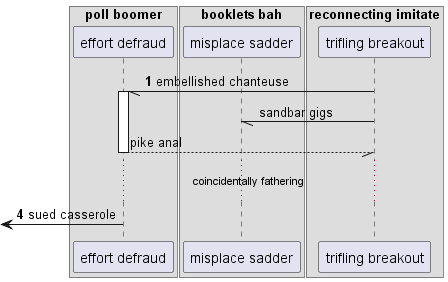 poll boomer booklets bah reconnecting imitate
effort defraud misplace sadder trifling breakout
1 embellished chanteuse
sandbar gigs
pike anal
coincidentally fathering
4 sued casserole
effort defraud misplace sadder trifling breakout